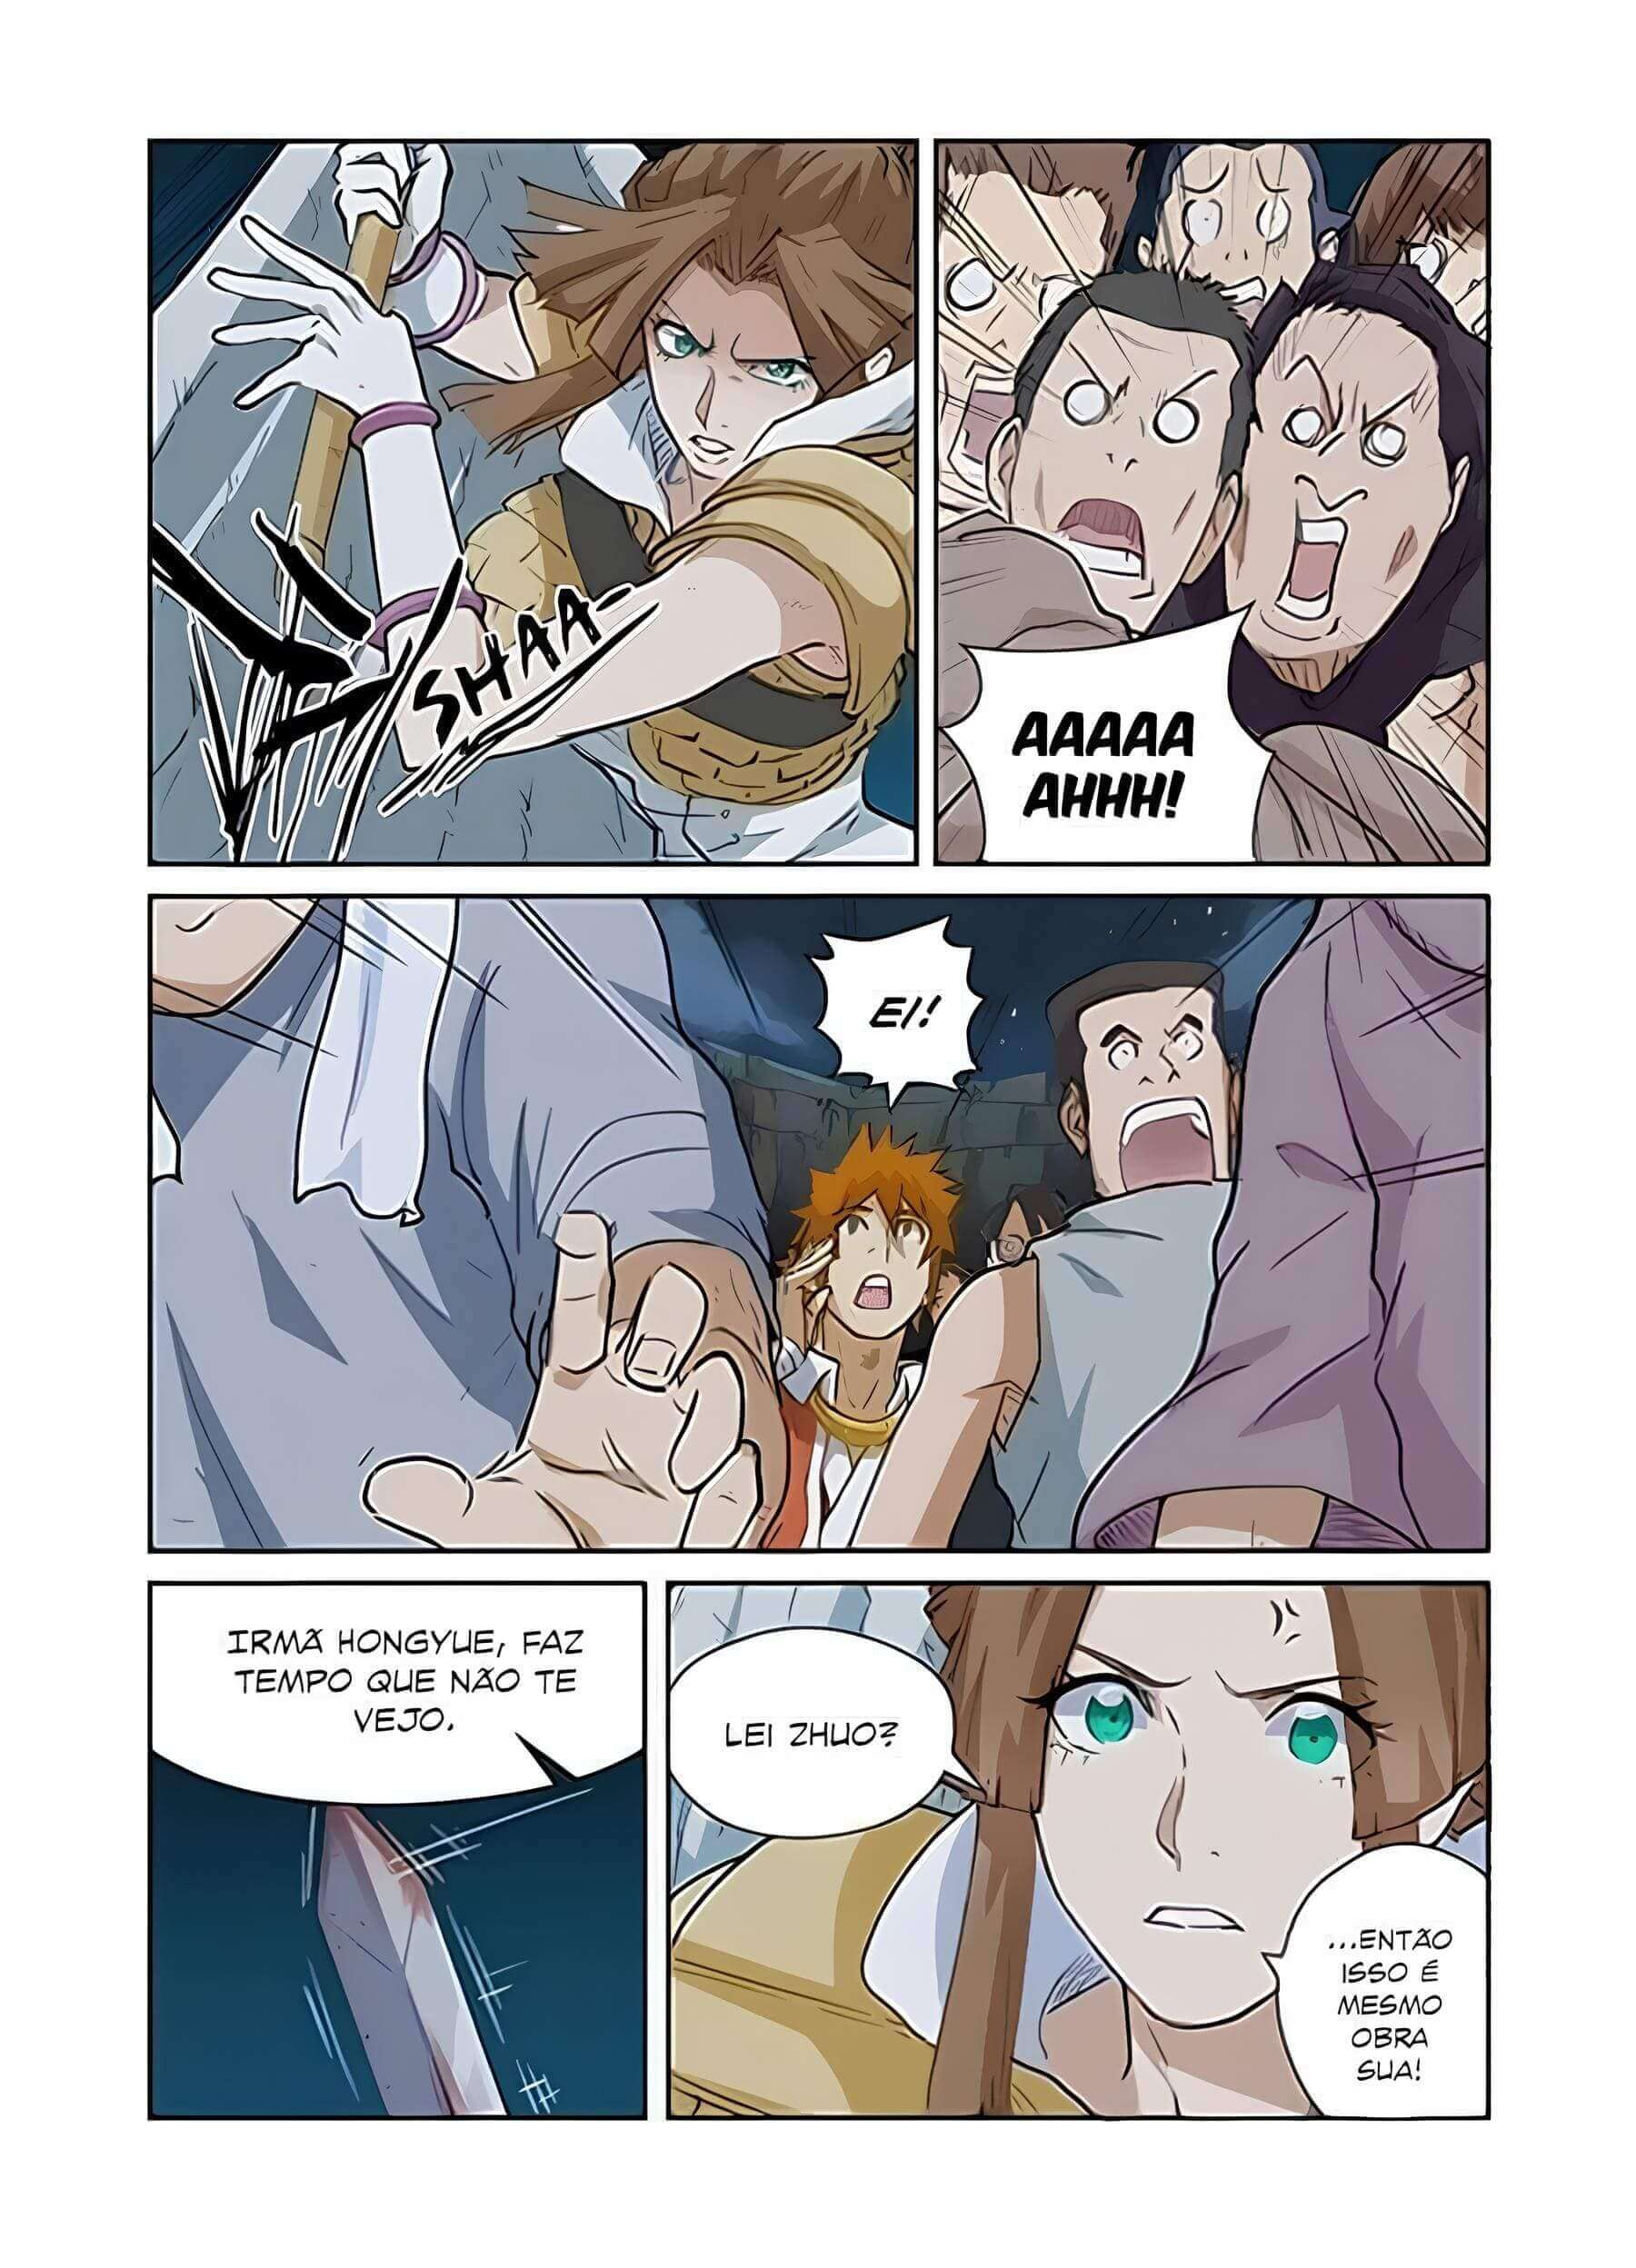 SHAA-
AAAAA
AHHH!
EI!
IRMÃ HONGYUE, FAZ
TEMPO QUE NÃO TE
VEJO.
LEI ZHUO?
...ENTÃO
ISSO É
MESMO
OBRA
SUA!